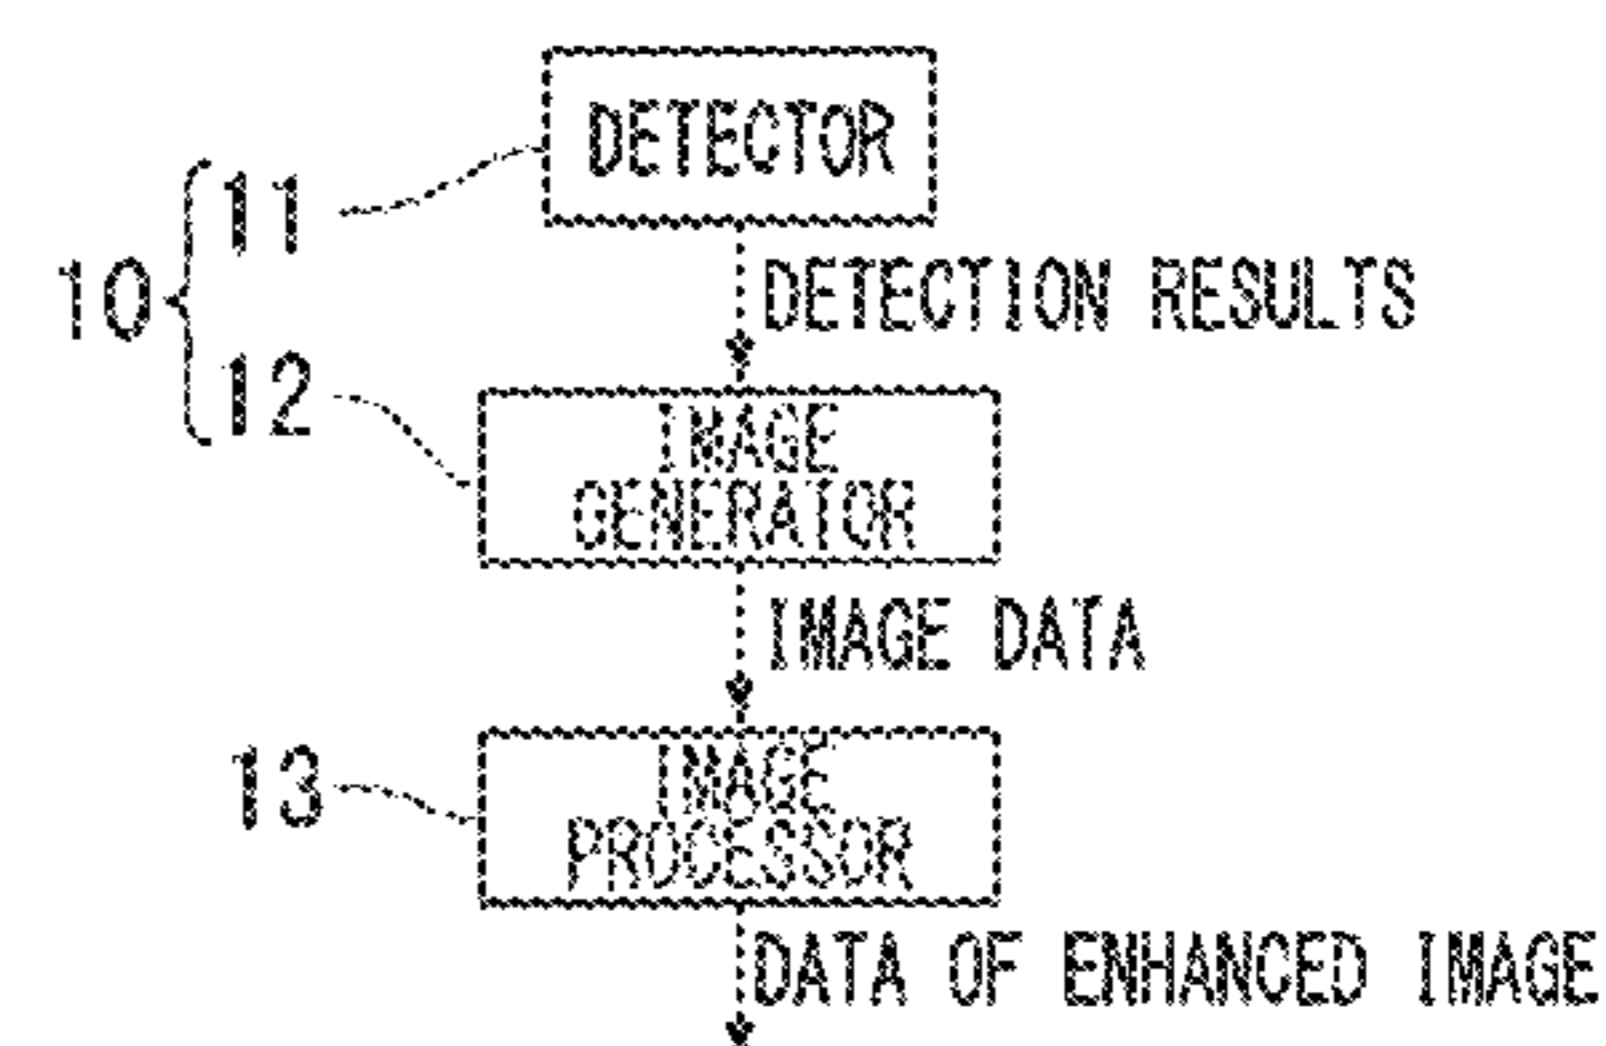 DETECTOR
11
10
DETECTION RESULTS
12
IMAGE
GENERATOR
IMAGE DATA
13
IMAGE
PROCESSOR
DATA OF ENHANCED IMAGE